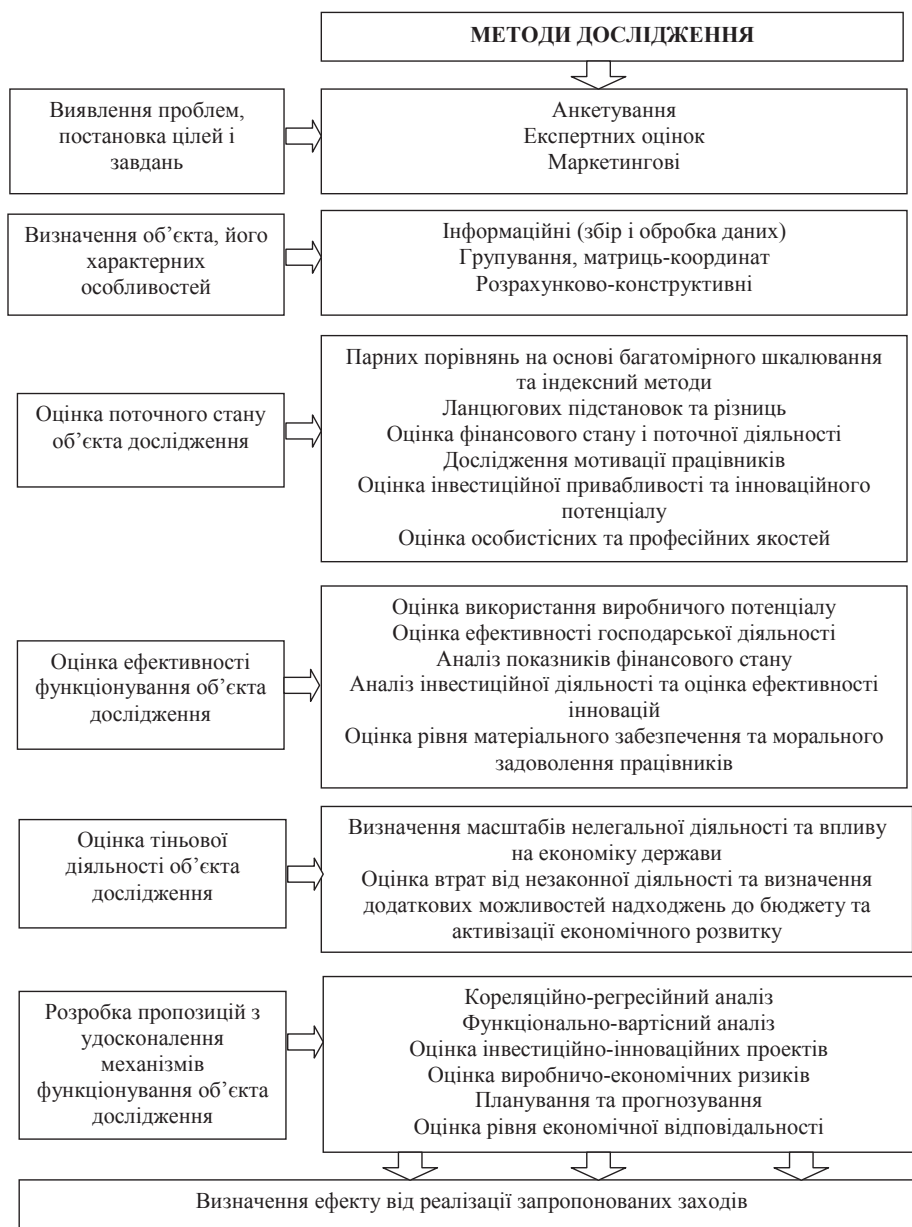 МЕТОДИ ДОСЛІДЖЕННЯ
Виявлення проблем,
постановка цілей і
завдань
Анкетування
Експертних оцінок
Маркетингові
Визначення об’єкта, його
характерних
особливостей
Інформаційні (збір і обробка даних)
Групування, матриць-координат
Розрахунково-конструктивні
Оцінка поточного стану
об’єкта дослідження
Парних порівнянь на основі багатомірного шкалювання
та індексний методи
Ланцюгових підстановок та різниць
Оцінка фінансового стану і поточної діяльності
Дослідження мотивації працівників
Оцінка інвестиційної привабливості та інноваційного
потенціалу
Оцінка особистісних та професійних якостей
Оцінка ефективності
функціонування об’єкта
дослідження
Оцінка використання виробничого потенціалу
Оцінка ефективності господарської діяльності
Аналіз показників фінансового стану
Аналіз інвестиційної діяльності та оцінка ефективності
інновацій
Оцінка рівня матеріального забезпечення та морального
задоволення працівників
Оцінка тіньової
діяльності об’єкта
дослідження
Визначення масштабів нелегальної діяльності та впливу
на економіку держави
Оцінка втрат від незаконної діяльності та визначення
додаткових можливостей надходжень до бюджету та
активізації економічного розвитку
Розробка пропозицій з
удосконалення
механізмів
функціонування об’єкта
дослідження
Кореляційно-регресійний аналіз
Функціонально-вартісний аналіз
Оцінка інвестиційно-інноваційних проектів
Оцінка виробничо-економічних ризиків
Планування та прогнозування
Оцінка рівня економічної відповідальності
Визначення ефекту від реалізації запропонованих заходів